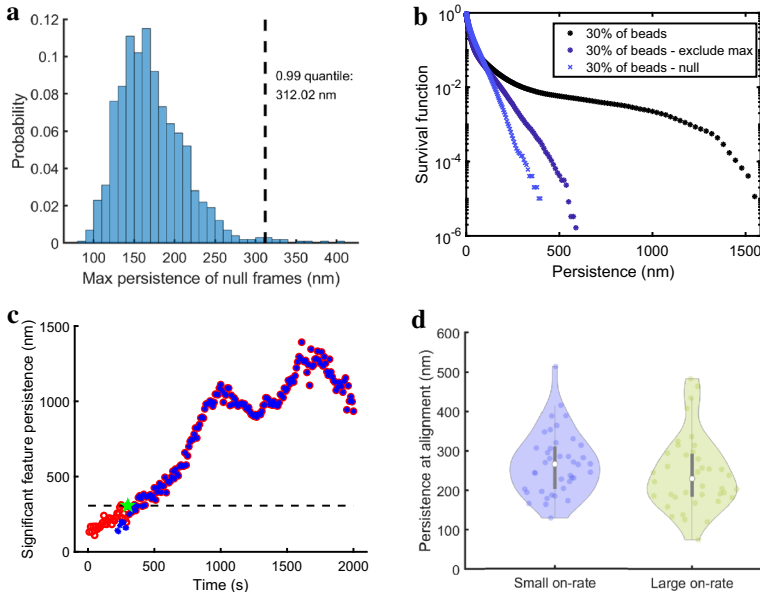 a
0.12
0.1
0.08
0.06
0.04
0.02
0
Probability
0.99 quantile:
312.02 nm
100 150 200 250 300 350 400
Max persistence of null frames (nm)
b
10^0
10^-2
10^-4
10^-6
Survival function
30% of beads
30% of beads - exclude max
30% of beads - null
0 500 1000 1500
Persistence (nm)
c
1500
1000
500
0
Significant feature persistence (nm)
0 500 1000 1500 2000
Time (s)
d
600
500
400
300
200
100
0
Persistence at alignment (nm)
Small on-rate Large on-rate